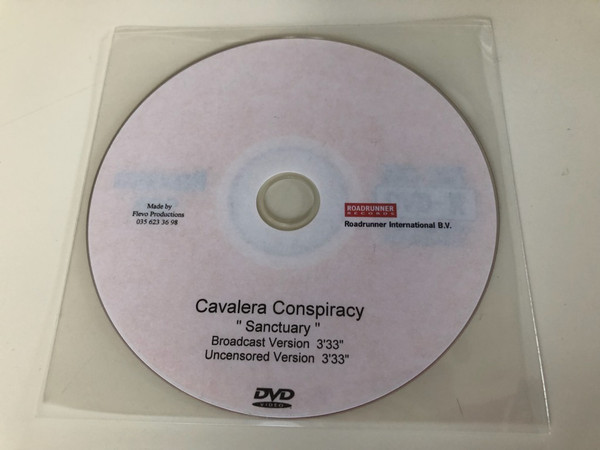 Made by
Flevo Productions
035 623 36 98
ROADRUNNER
RECORDS
Roadrunner International B.V.
Cavalera Conspiracy
" Sanctuary "
Broadcast Version 3'33"
Uncensored Version 3'33"
DVD
VIDEO